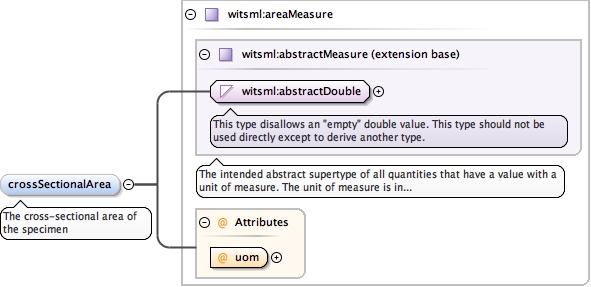 witsml:areaMeasure
witsml:abstractMeasure (extension base)
witsml:abstractDouble
This type disallows an "empty" double value. This type should not be
used directly except to derive another type.
The intended abstract supertype of all quantities that have a value with a
unit of measure. The unit of measure is in...
crossSectionalArea
The cross-sectional area of
the specimen
@ Attributes
@ uom